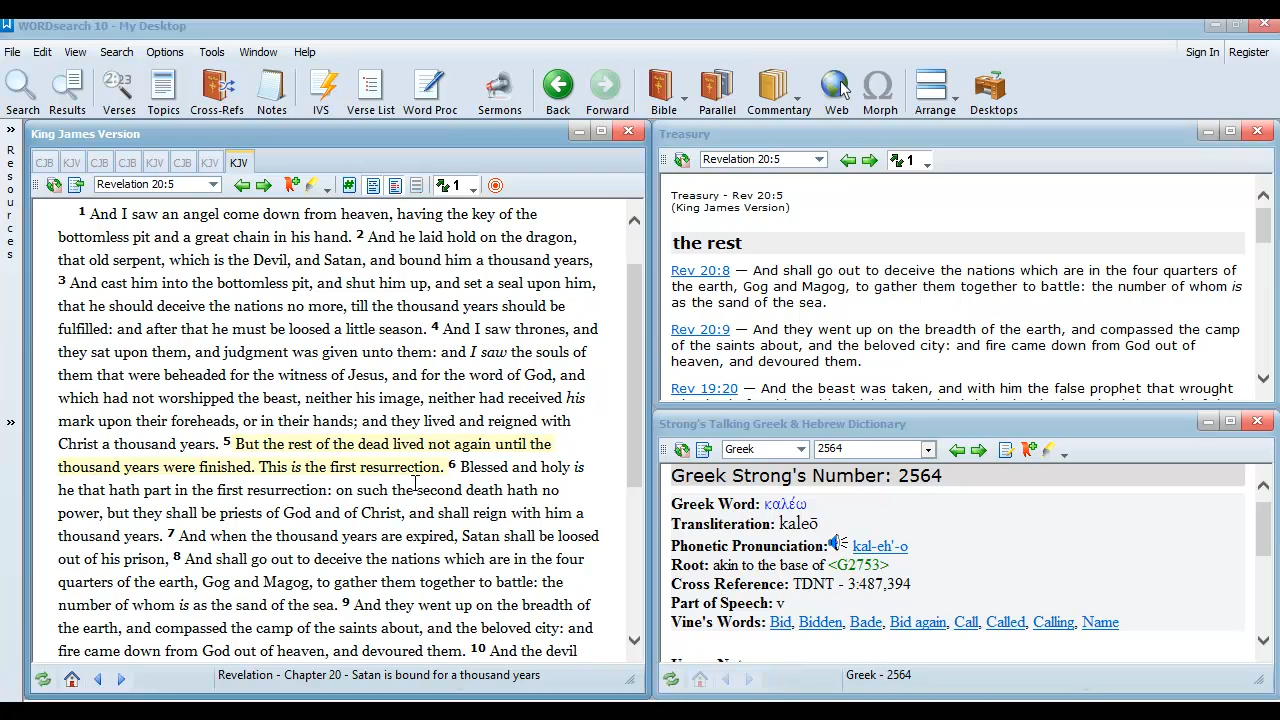 WORDsearch 10 - My Desktop
File Edit View Search Options Tools Window Help Sign In Register
Search Results Verses Topics Cross-Refs Notes IVS Verse List Word Proc Sermons Back Forward Bible Parallel Commentary Web Morph Arrange Desktops
» Resources »
King James Version
CJB KJV CJB CJB KJV CJB KJV KJV
Revelation 20:5 1
1 And I saw an angel come down from heaven, having the key of the
bottomless pit and a great chain in his hand. 2 And he laid hold on the dragon,
that old serpent, which is the Devil, and Satan, and bound him a thousand years,
3 And cast him into the bottomless pit, and shut him up, and set a seal upon him,
that he should deceive the nations no more, till the thousand years should be
fulfilled: and after that he must be loosed a little season. 4 And I saw thrones, and
they sat upon them, and judgment was given unto them: and I saw the souls of
them that were beheaded for the witness of Jesus, and for the word of God, and
which had not worshipped the beast, neither his image, neither had received his
mark upon their foreheads, or in their hands; and they lived and reigned with
Christ a thousand years. 5 But the rest of the dead lived not again until the
thousand years were finished. This is the first resurrection. 6 Blessed and holy is
he that hath part in the first resurrection: on such the second death hath no
power, but they shall be priests of God and of Christ, and shall reign with him a
thousand years. 7 And when the thousand years are expired, Satan shall be loosed
out of his prison, 8 And shall go out to deceive the nations which are in the four
quarters of the earth, Gog and Magog, to gather them together to battle: the
number of whom is as the sand of the sea. 9 And they went up on the breadth of
the earth, and compassed the camp of the saints about, and the beloved city: and
fire came down from God out of heaven, and devoured them. 10 And the devil
Revelation - Chapter 20 - Satan is bound for a thousand years
Treasury
Revelation 20:5 1
Treasury - Rev 20:5
(King James Version)
the rest
Rev 20:8 — And shall go out to deceive the nations which are in the four quarters of
the earth, Gog and Magog, to gather them together to battle: the number of whom is
as the sand of the sea.
Rev 20:9 — And they went up on the breadth of the earth, and compassed the camp
of the saints about, and the beloved city: and fire came down from God out of
heaven, and devoured them.
Rev 19:20 — And the beast was taken, and with him the false prophet that wrought
Strong's Talking Greek & Hebrew Dictionary
Greek 2564
Greek Strong's Number: 2564
Greek Word: καλέω
Transliteration: kaleō
Phonetic Pronunciation: kal-eh'-o
Root: akin to the base of <G2753>
Cross Reference: TDNT - 3:487,394
Part of Speech: v
Vine's Words: Bid, Bidden, Bade, Bid again, Call, Called, Calling, Name
Greek - 2564